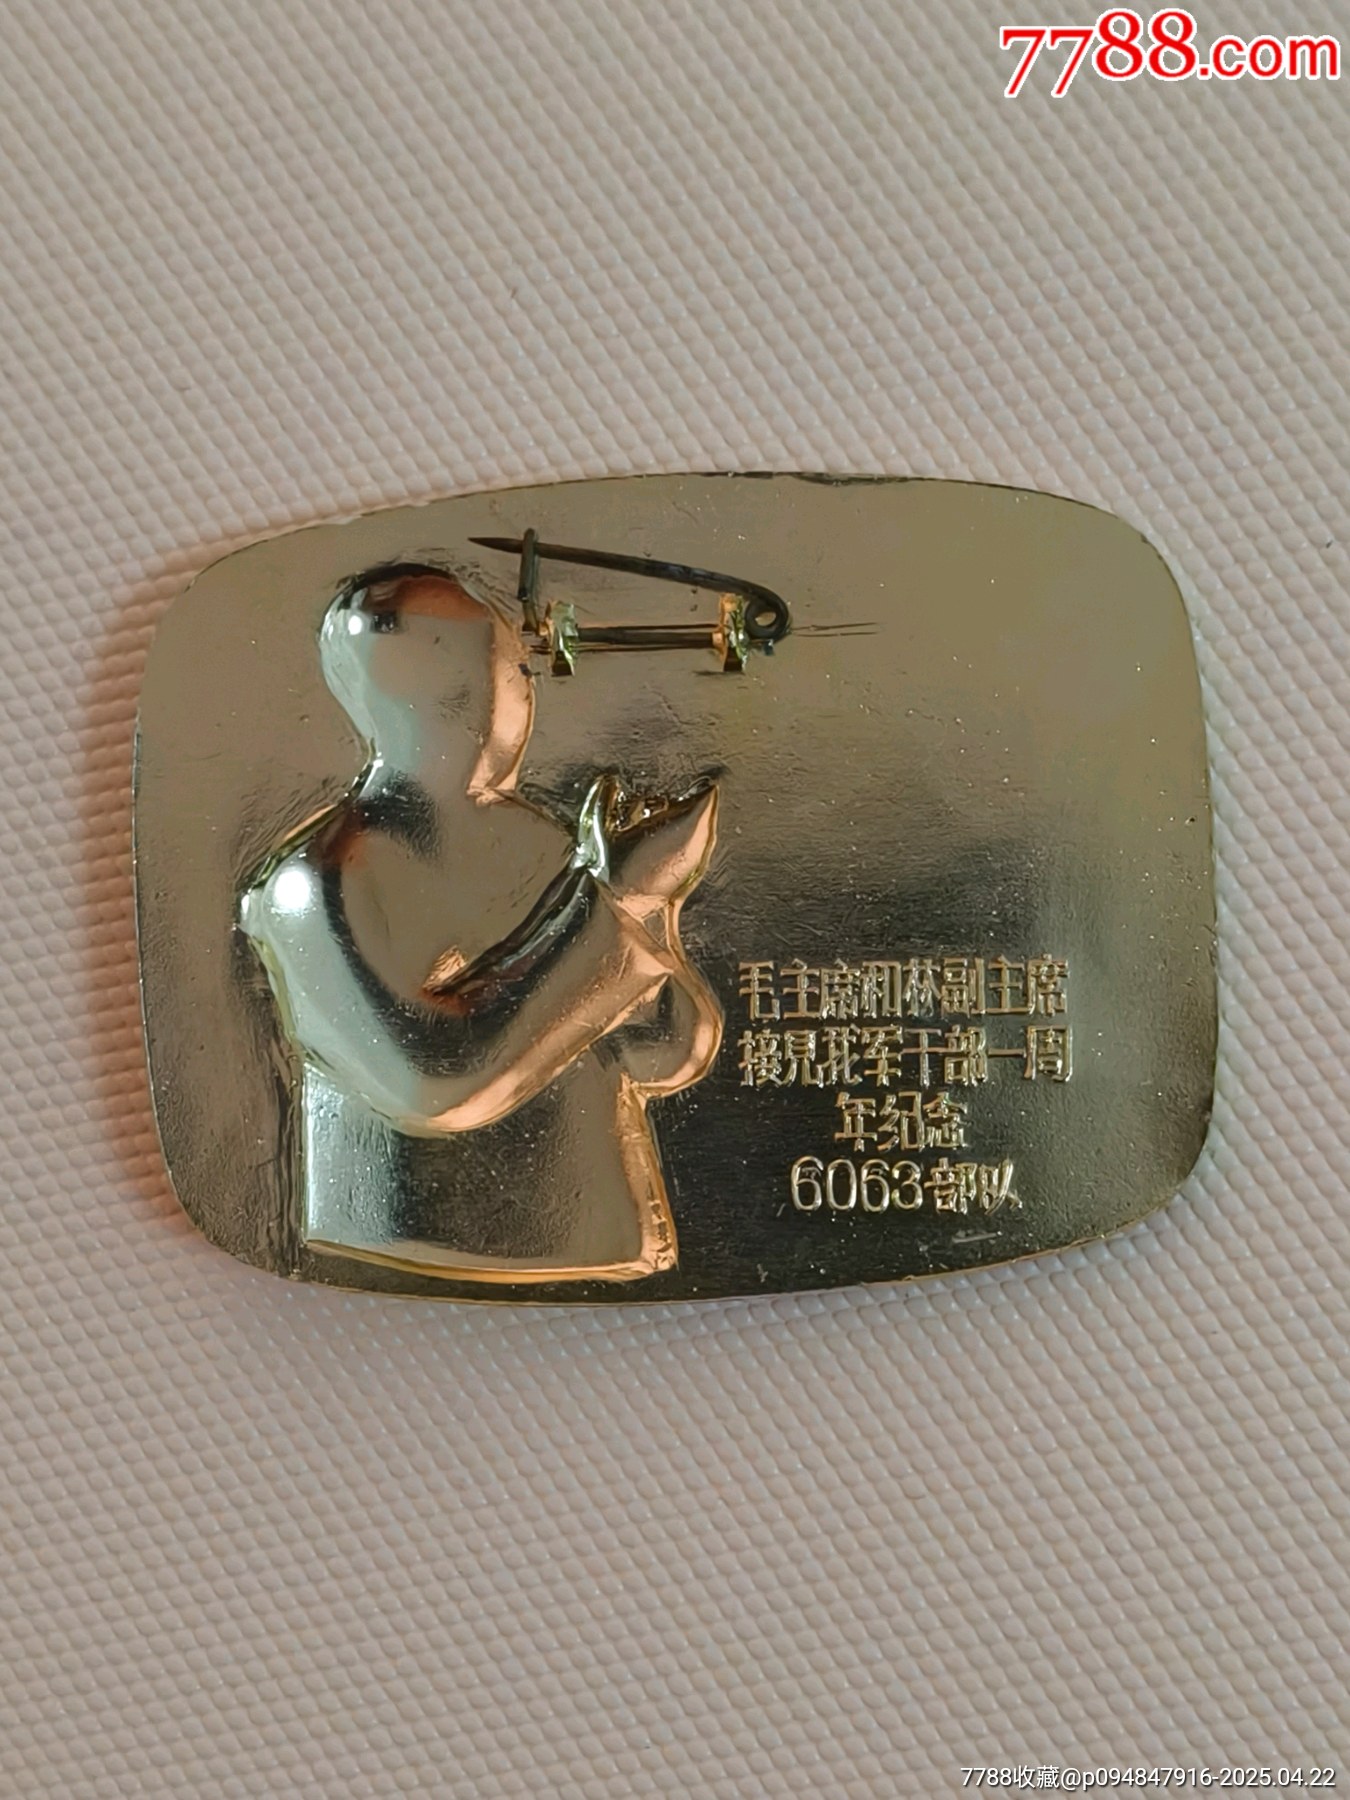 7788.com
毛主席和林副主席
接見我军干部一周
年纪念
6063部队
7788收藏@p094847916-2025.04.22